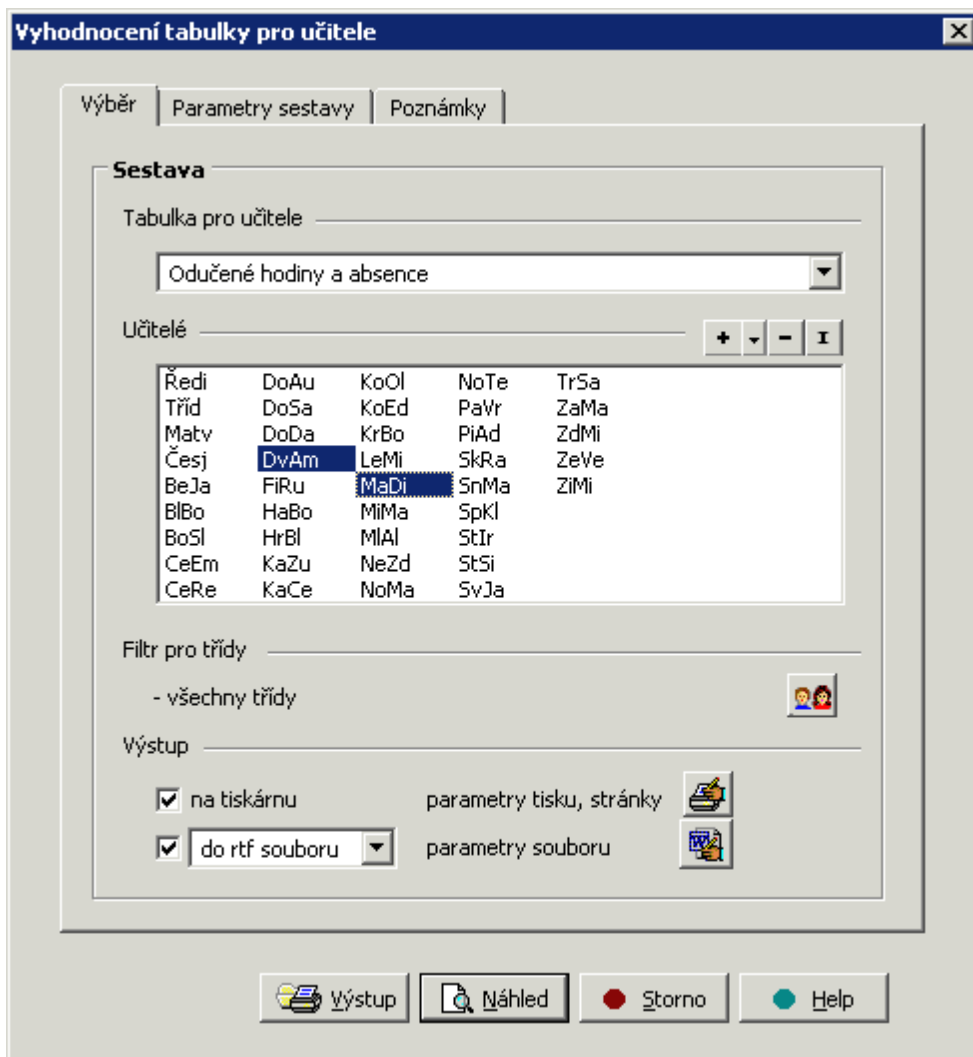 Vyhodnocení tabulky pro učitele
Výběr Parametry sestavy Poznámky
Sestava
Tabulka pro učitele
Odučené hodiny a absence
Učitelé
Ředi DoAu KoOl NoTe TrSa
Tříd DoSa KoEd PaVr ZaMa
Matv DoDa KrBo PiAd ZdMi
Česj DvAm LeMi SkRa ZeVe
BeJa FiRu MaDi SnMa ZiMi
BlBo HaBo MiMa SpKl
BoSl HrBl MlAl StIr
CeEm KaZu NeZd StSi
CeRe KaCe NoMa SvJa
Filtr pro třídy
- všechny třídy
Výstup
na tiskárnu parametry tisku, stránky
do rtf souboru parametry souboru
Výstup Náhled Storno Help